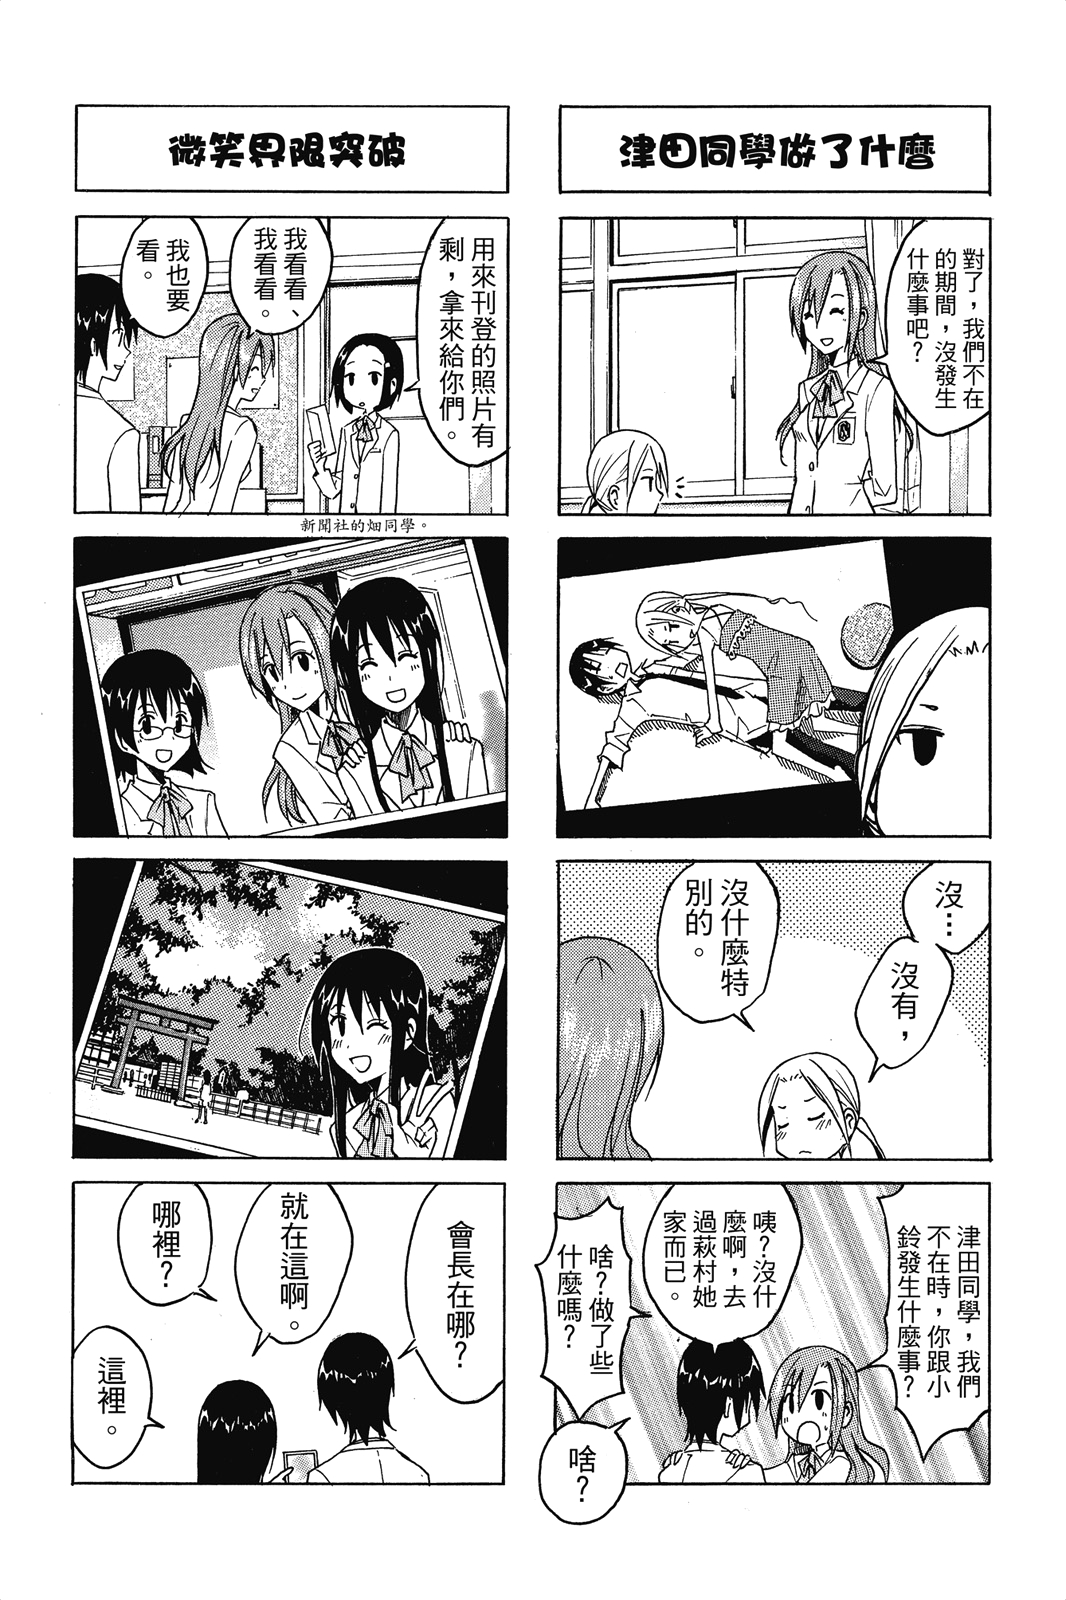 津田同學做了什麼
對了，我們不在
的期間，沒發生
什麼事吧？
沒…
沒有，
沒什麼特
別的。
津田同學，我們
不在時，你跟小
鈴發生什麼事？
咦？沒什
麼啊，去
過萩村她
家而已。
啥？做了些
什麼嗎？
啥？
微笑界限突破
用來刊登的照片有
剩，拿來給你們。
我看看、
我看看。
我也要
看。
新聞社的畑同學。
會長在哪？
就在這啊。
哪裡？
這裡。